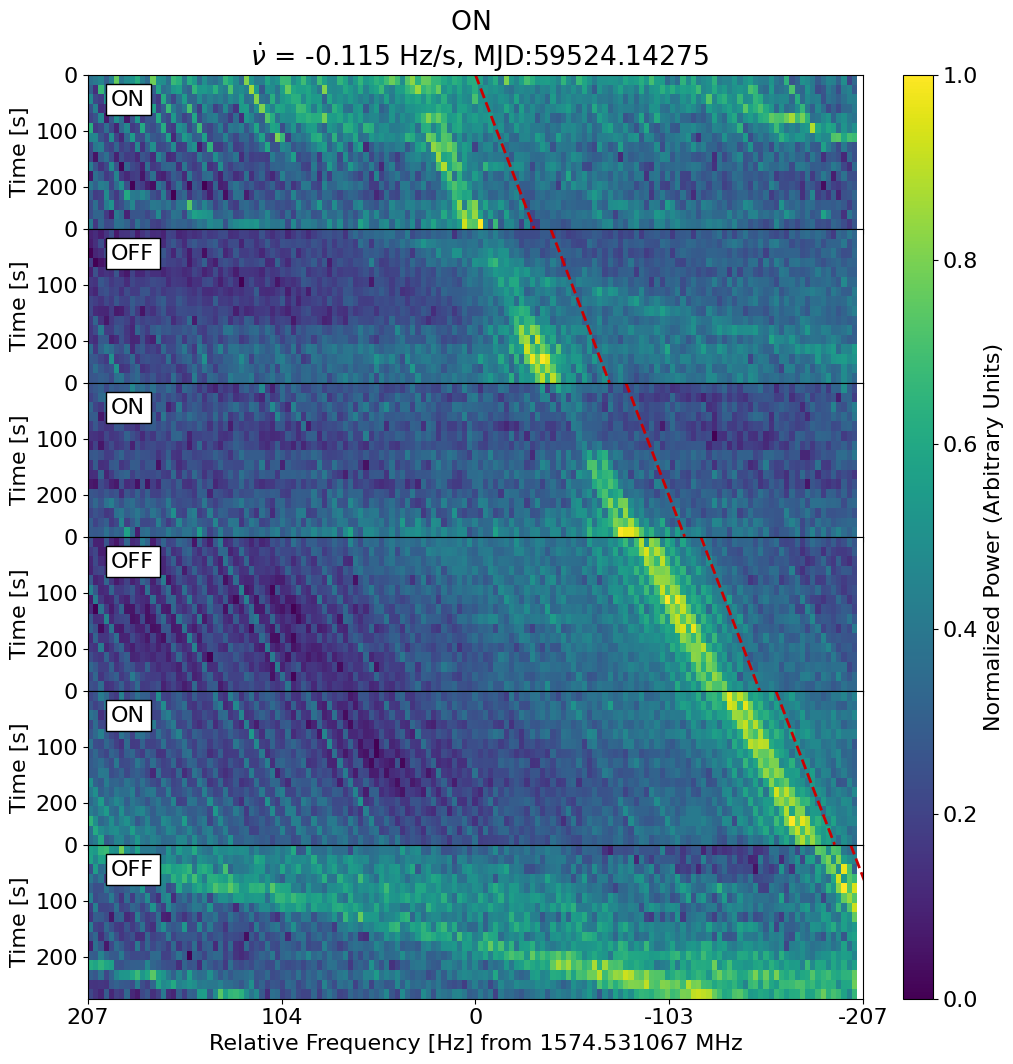 ON
ν̇ = -0.115 Hz/s, MJD:59524.14275
0
ON
100
200
Time [s]
0
OFF
100
200
Time [s]
0
ON
100
200
Time [s]
0
OFF
100
200
Time [s]
0
ON
100
200
Time [s]
0
OFF
100
200
Time [s]
207
104
0
-103
-207
Relative Frequency [Hz] from 1574.531067 MHz
1.0
0.8
0.6
0.4
0.2
0.0
Normalized Power (Arbitrary Units)